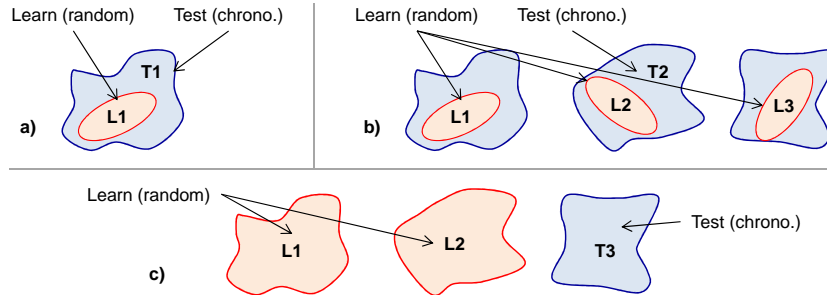 Learn (random)
Test (chrono.)
T1
L1
a)
Learn (random)
Test (chrono.)
T2
L1
L2
L3
b)
Learn (random)
Test (chrono.)
L1
L2
T3
c)